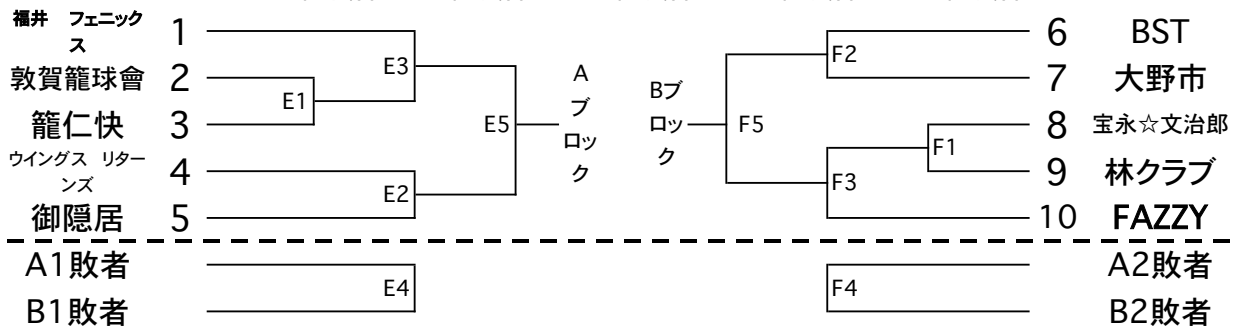 福井　フェニック
ス
1
敦賀籠球會 2
籠仁快 3
ウイングス　リター
ンズ
4
御隠居 5
E3
E1
E5
E2
A
ブ
ロッ
ク
Bブ
ロッ
ク
F5
F2
F1
F3
6 BST
7 大野市
8 宝永☆文治郎
9 林クラブ
10 FAZZY
A1敗者
B1敗者
E4
F4
A2敗者
B2敗者